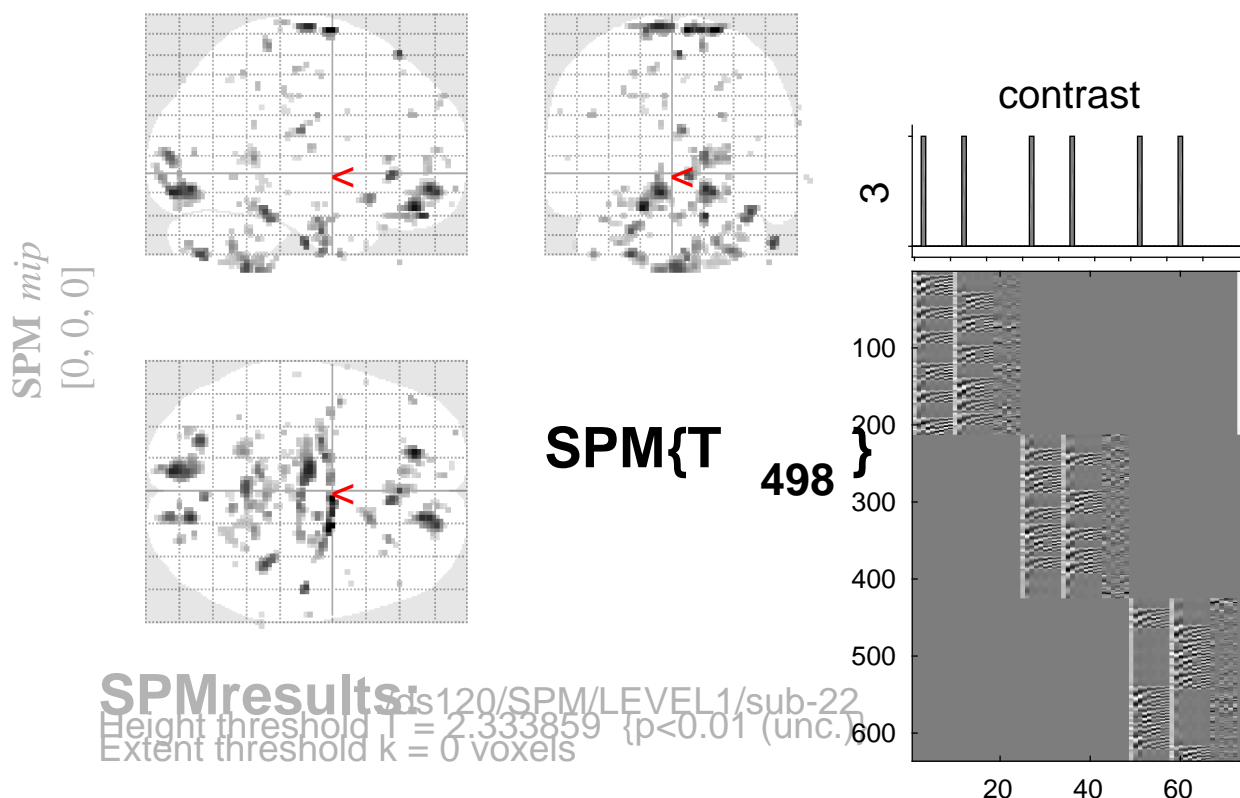 SPM mip
[0, 0, 0]
<
<
<
SPM{T498}
contrast
3
100
200
300
400
500
600
20 40 60
SPMresults: /ds120/SPM/LEVEL1/sub-22
Height threshold T = 2.333859 {p<0.01 (unc.)}
Extent threshold k = 0 voxels